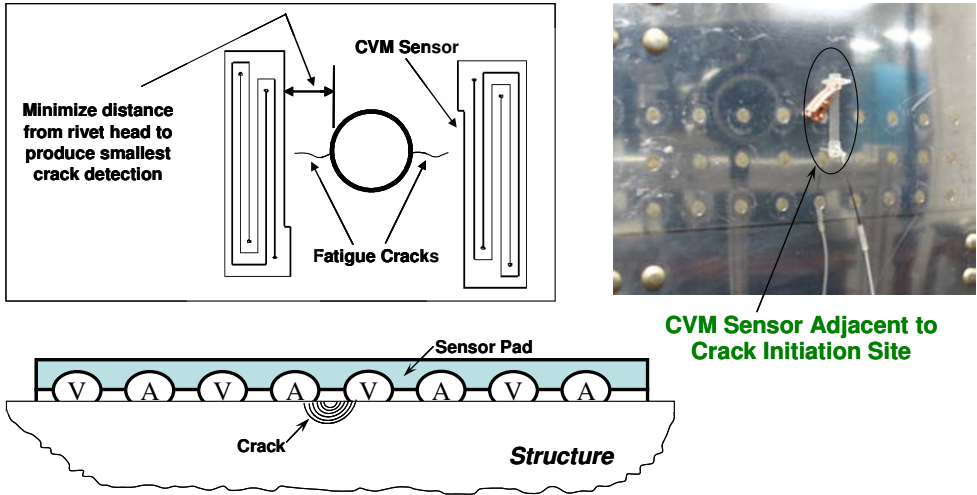 CVM Sensor
Minimize distance
from rivet head to
produce smallest
crack detection
Fatigue Cracks
CVM Sensor Adjacent to
Crack Initiation Site
Sensor Pad
V A V A V A V A
Crack
Structure